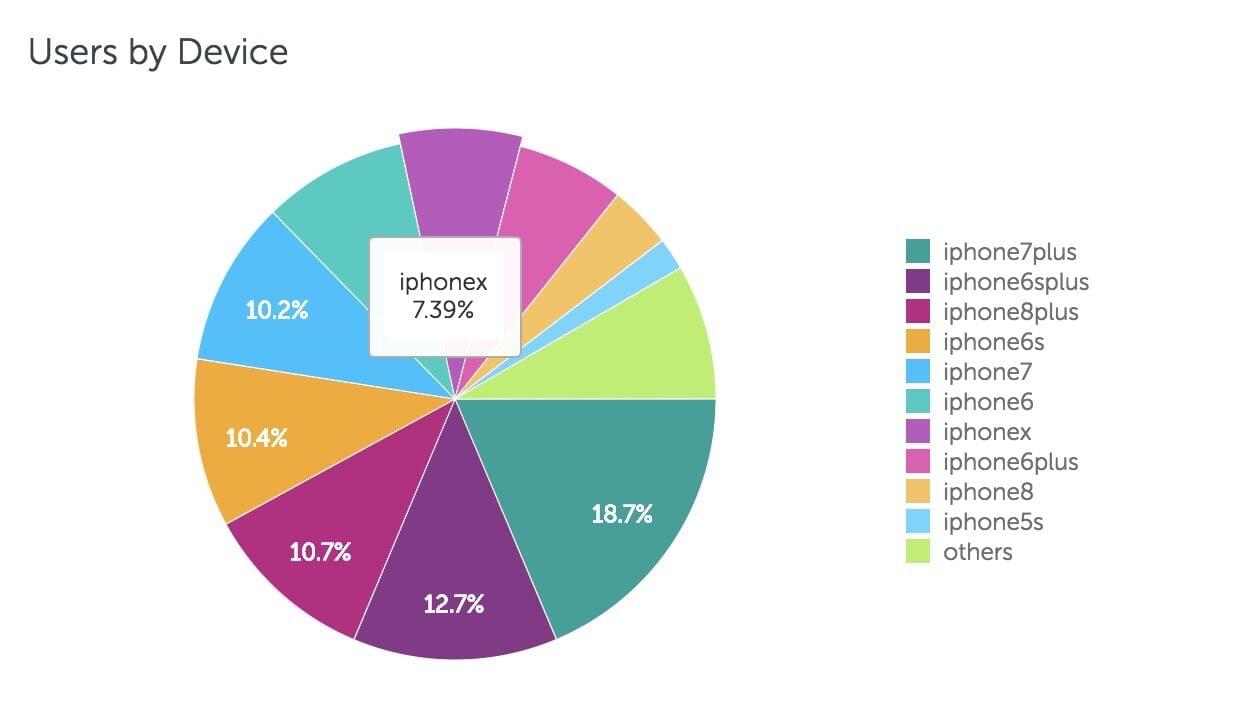 Users by Device
iphonex
7.39%
10.2%
10.4%
10.7%
12.7%
18.7%
iphone7plus
iphone6splus
iphone8plus
iphone6s
iphone7
iphone6
iphonex
iphone6plus
iphone8
iphone5s
others